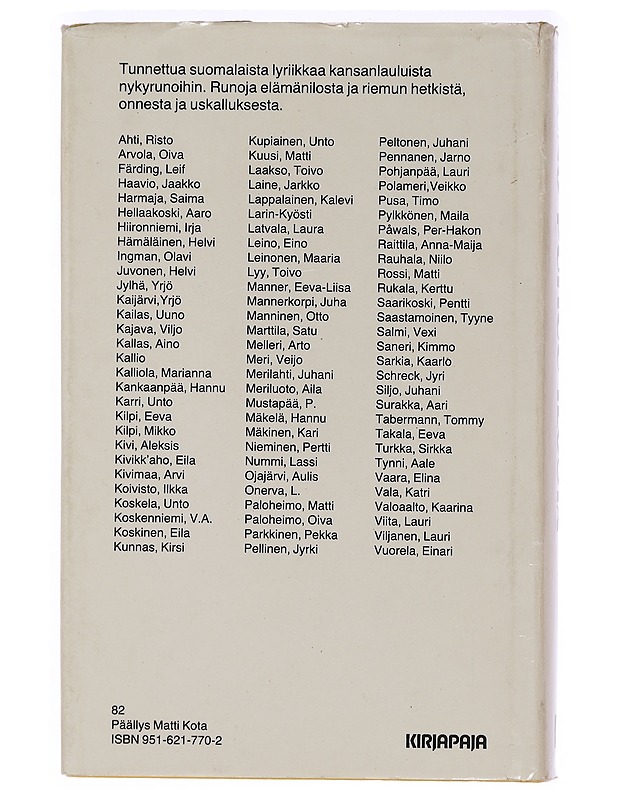 Tunnettua suomalaista lyriikkaa kansanlauluista
nykyrunoihin. Runoja elämänilosta ja riemun hetkistä,
onnesta ja uskalluksesta.
Ahti, Risto
Arvola, Oiva
Färding, Leif
Haavio, Jaakko
Harmaja, Saima
Hellaakoski, Aaro
Hiironniemi, Irja
Hämäläinen, Helvi
Ingman, Olavi
Juvonen, Helvi
Jylhä, Yrjö
Kaijärvi,Yrjö
Kailas, Uuno
Kajava, Viljo
Kallas, Aino
Kallio
Kalliola, Marianna
Kankaanpää, Hannu
Karri, Unto
Kilpi, Eeva
Kilpi, Mikko
Kivi, Aleksis
Kivikk'aho, Eila
Kivimaa, Arvi
Koivisto, Ilkka
Koskela, Unto
Koskenniemi, V.A.
Koskinen, Eila
Kunnas, Kirsi
Kupiainen, Unto
Kuusi, Matti
Laakso, Toivo
Laine, Jarkko
Lappalainen, Kalevi
Larin-Kyösti
Latvala, Laura
Leino, Eino
Leinonen, Maaria
Lyy, Toivo
Manner, Eeva-Liisa
Mannerkorpi, Juha
Manninen, Otto
Marttila, Satu
Melleri, Arto
Meri, Veijo
Merilahti, Juhani
Meriluoto, Aila
Mustapää, P.
Mäkelä, Hannu
Mäkinen, Kari
Nieminen, Pertti
Nummi, Lassi
Ojajärvi, Aulis
Onerva, L.
Paloheimo, Matti
Paloheimo, Oiva
Parkkinen, Pekka
Pellinen, Jyrki
Peltonen, Juhani
Pennanen, Jarno
Pohjanpää, Lauri
Polameri,Veikko
Pusa, Timo
Pylkkönen, Maila
Påwals, Per-Hakon
Raittila, Anna-Maija
Rauhala, Niilo
Rossi, Matti
Rukala, Kerttu
Saarikoski, Pentti
Saastamoinen, Tyyne
Salmi, Vexi
Saneri, Kimmo
Sarkia, Kaarlo
Schreck, Jyri
Siljo, Juhani
Surakka, Aari
Tabermann, Tommy
Takala, Eeva
Turkka, Sirkka
Tynni, Aale
Vaara, Elina
Vala, Katri
Valoaalto, Kaarina
Viita, Lauri
Viljanen, Lauri
Vuorela, Einari
82
Päällys Matti Kota
ISBN 951-621-770-2
KIRJAPAJA